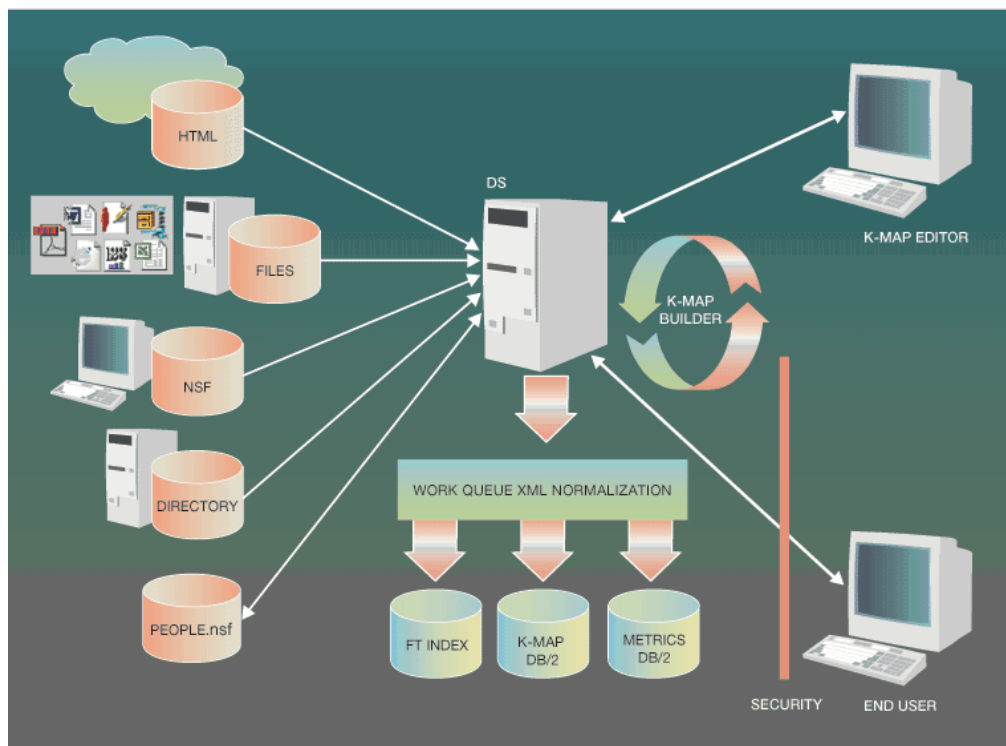 HTML
DS
K-MAP EDITOR
FILES
K-MAP
BUILDER
NSF
WORK QUEUE XML NORMALIZATION
DIRECTORY
PEOPLE.nsf
FT INDEX
K-MAP
DB/2
METRICS
DB/2
SECURITY
END USER